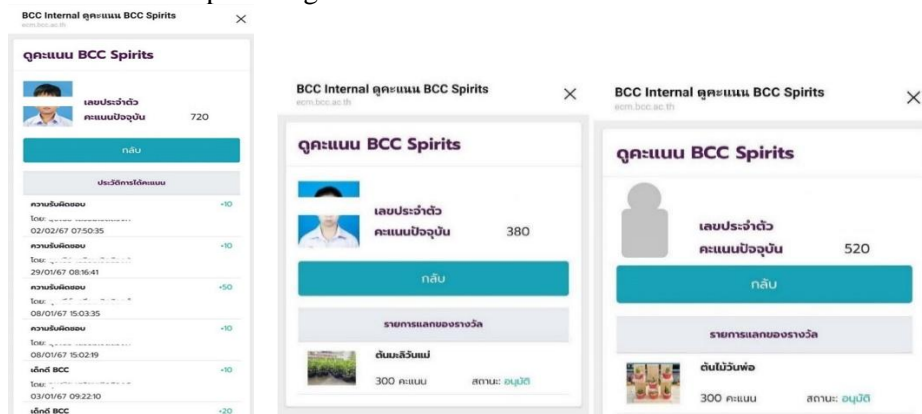 BCC Internal ดูคะแนน BCC Spirits
ecm.bcc.ac.th
ดูคะแนน BCC Spirits
เลขประจำตัว
คะแนนปัจจุบัน 720
กลับ
ประวัติการได้คะแนน
ความรับผิดชอบ +10
โดย:
02/02/67 07:50:35
ความรับผิดชอบ +10
โดย:
29/01/67 08:16:41
ความรับผิดชอบ +50
โดย:
08/01/67 15:03:35
ความรับผิดชอบ +10
โดย:
08/01/67 15:02:19
เด็กดี BCC +10
โดย:
03/01/67 09:22:10
เด็กดี BCC +20
BCC Internal ดูคะแนน BCC Spirits
ecm.bcc.ac.th
ดูคะแนน BCC Spirits
เลขประจำตัว
คะแนนปัจจุบัน 380
กลับ
รายการแลกของรางวัล
ต้นมะลิวันแม่
300 คะแนน สถานะ: อนุมัติ
BCC Internal ดูคะแนน BCC Spirits
ecm.bcc.ac.th
ดูคะแนน BCC Spirits
เลขประจำตัว
คะแนนปัจจุบัน 520
กลับ
รายการแลกของรางวัล
ต้นไม้วันพ่อ
300 คะแนน สถานะ: อนุมัติ